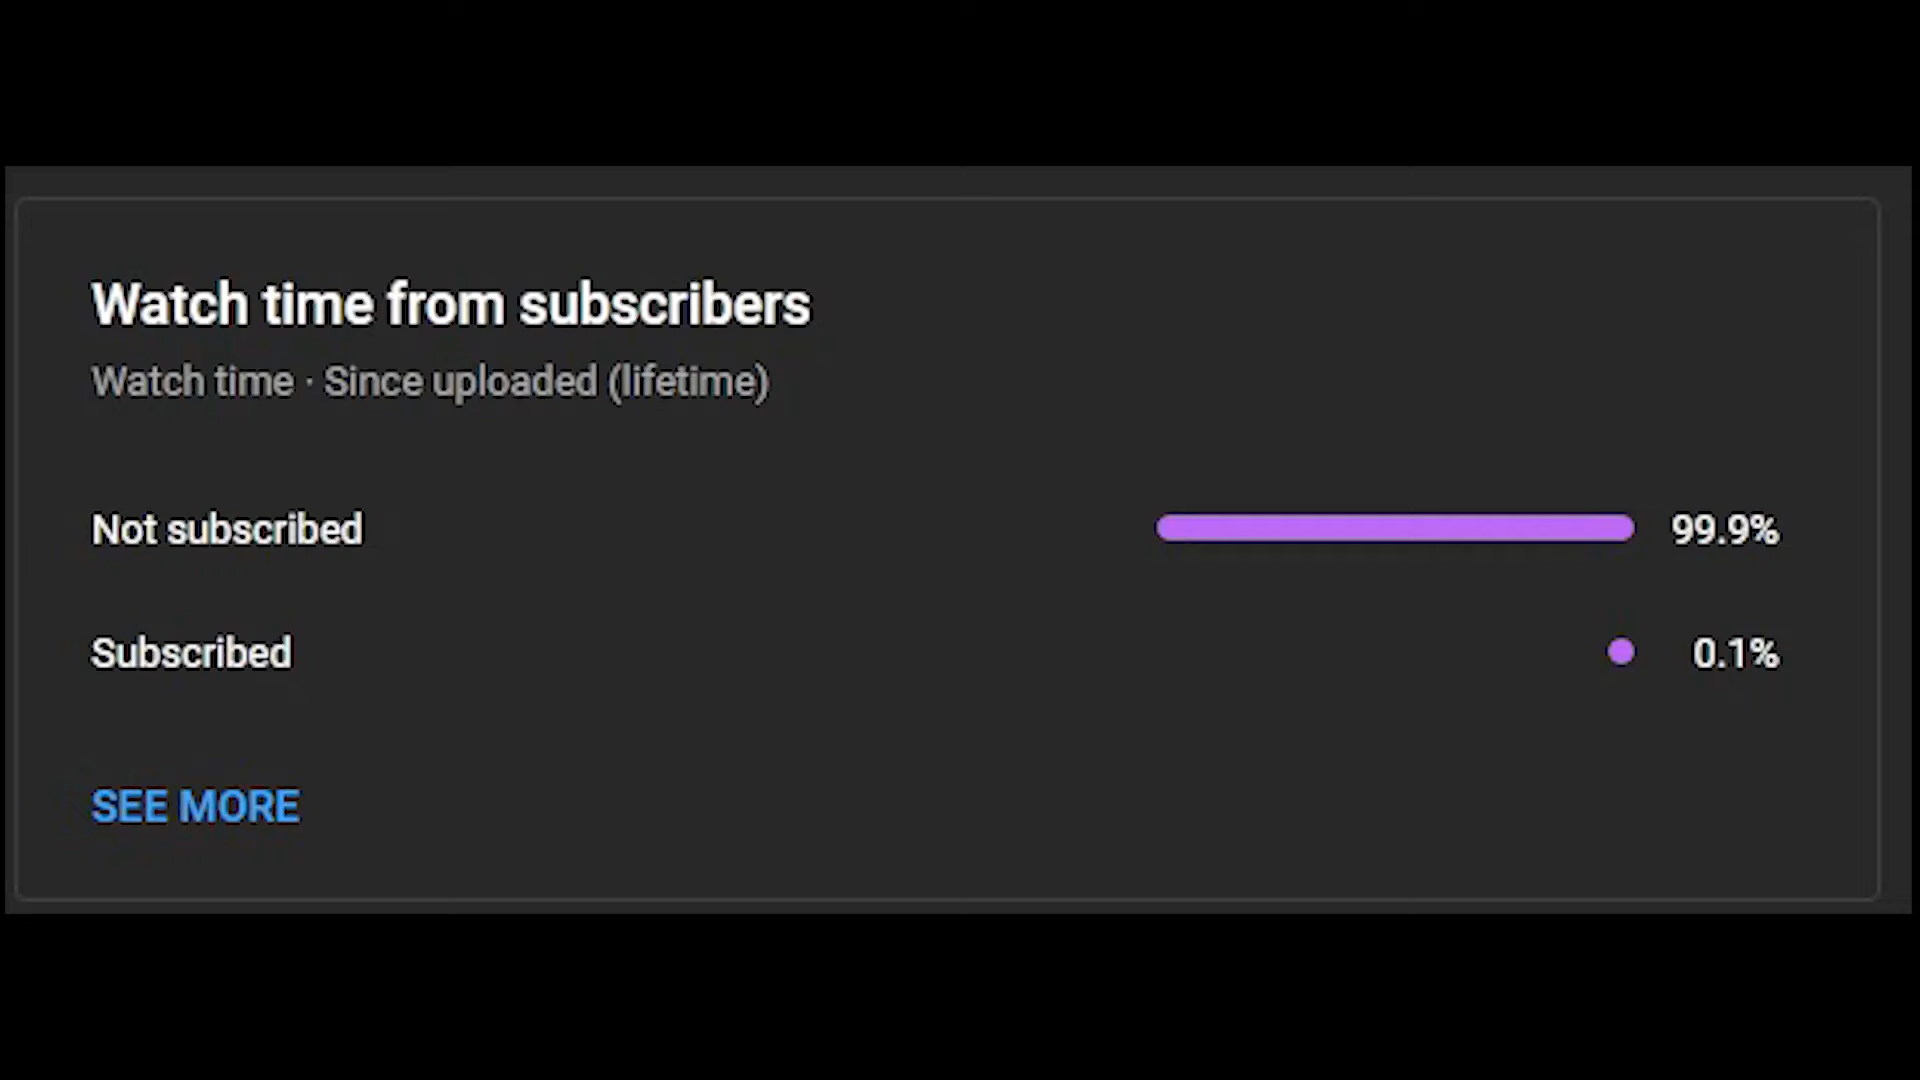 Watch time from subscribers
Watch time · Since uploaded (lifetime)
Not subscribed 99.9%
Subscribed 0.1%
SEE MORE